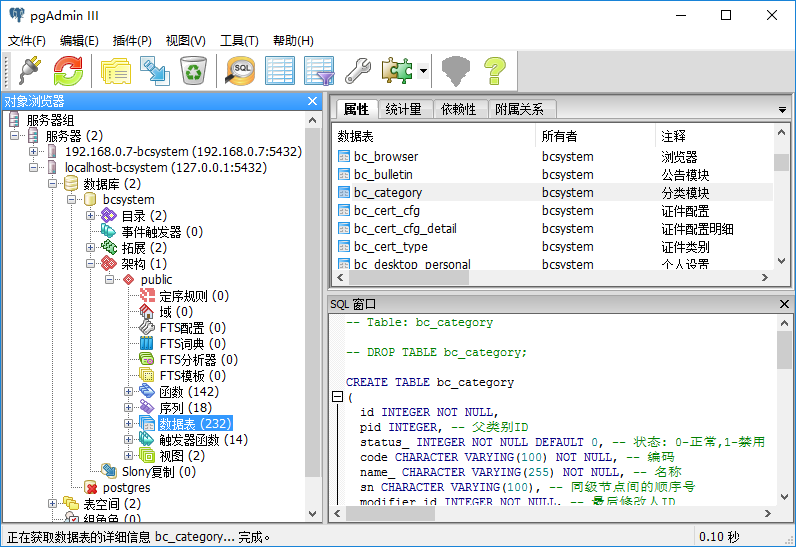 pgAdmin III
文件(F) 编辑(E) 插件(P) 视图(V) 工具(T) 帮助(H)
SQL
对象浏览器
服务器组
服务器 (2)
192.168.0.7-bcsystem (192.168.0.7:5432)
localhost-bcsystem (127.0.0.1:5432)
数据库 (2)
bcsystem
目录 (2)
事件触发器 (0)
拓展 (2)
架构 (1)
public
定序规则 (0)
域 (0)
FTS配置 (0)
FTS词典 (0)
FTS分析器 (0)
FTS模板 (0)
函数 (142)
序列 (18)
数据表 (232)
触发器函数 (14)
视图 (2)
Slony复制 (0)
postgres
表空间 (2)
组角色 (0)
属性 统计量 依赖性 附属关系
数据表 所有者 注释
bc_browser bcsystem 浏览器
bc_bulletin bcsystem 公告模块
bc_category bcsystem 分类模块
bc_cert_cfg bcsystem 证件配置
bc_cert_cfg_detail bcsystem 证件配置明细
bc_cert_type bcsystem 证件类别
bc_desktop_personal bcsystem 个人设置
SQL 窗口
-- Table: bc_category
-- DROP TABLE bc_category;
CREATE TABLE bc_category
(
id INTEGER NOT NULL,
pid INTEGER, -- 父类别ID
status_ INTEGER NOT NULL DEFAULT 0, -- 状态: 0-正常,1-禁用
code CHARACTER VARYING(100) NOT NULL, -- 编码
name_ CHARACTER VARYING(255) NOT NULL, -- 名称
sn CHARACTER VARYING(100), -- 同级节点间的顺序号
modifier_id INTEGER NOT NULL, -- 最后修改人ID
正在获取数据表的详细信息 bc_category... 完成。 0.10 秒